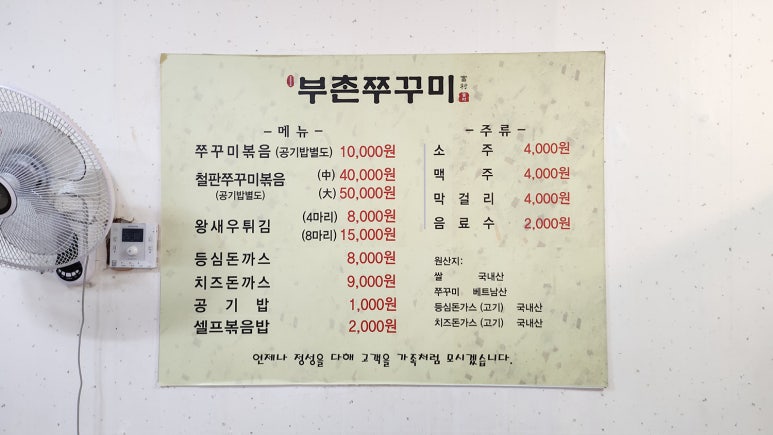 부촌쭈꾸미 富村
- 메 뉴 -
쭈꾸미볶음 (공기밥별도) 10,000원
철판쭈꾸미볶음 (中) 40,000원
(공기밥별도) (大) 50,000원
왕새우튀김 (4마리) 8,000원
(8마리) 15,000원
등심돈까스 8,000원
치즈돈까스 9,000원
공 기 밥 1,000원
셀프볶음밥 2,000원
- 주 류 -
소 주 4,000원
맥 주 4,000원
막 걸 리 4,000원
음 료 수 2,000원
원산지:
쌀 국내산
쭈꾸미 베트남산
등심돈가스 (고기) 국내산
치즈돈가스 (고기) 국내산
언제나 정성을 다해 고객을 가족처럼 모시겠습니다.